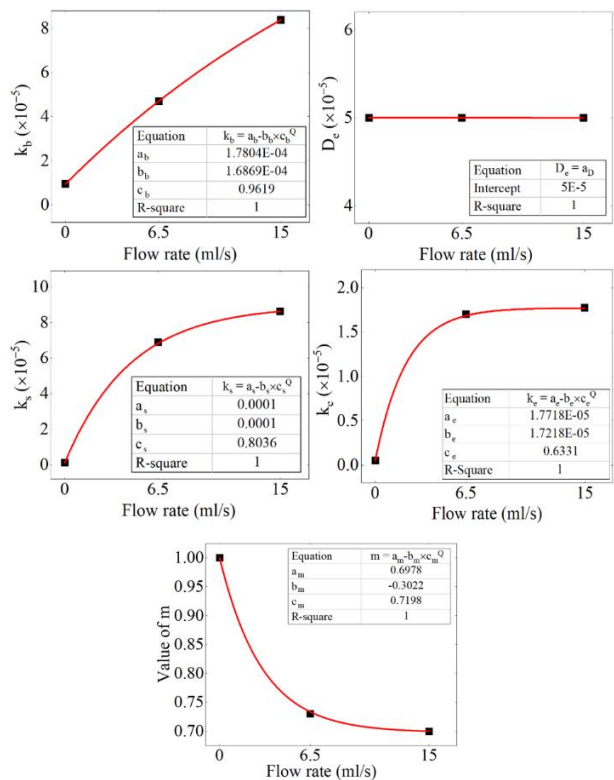 8
6
4
2
0
k_b (×10^-5)
Equation k_b = a_b-b_b×c_b^Q
a_b 1.7804E-04
b_b 1.6869E-04
c_b 0.9619
R-square 1
0 6.5 15
Flow rate (ml/s)
6
5
4
D_e (×10^-5)
Equation D_e = a_D
Intercept 5E-5
R-square 1
0 6.5 15
Flow rate (ml/s)
10
8
6
4
2
0
k_s (×10^-5)
Equation k_s = a_s-b_s×c_s^Q
a_s 0.0001
b_s 0.0001
c_s 0.8036
R-square 1
0 6.5 15
Flow rate (ml/s)
2.0
1.5
1.0
0.5
0.0
k_e (×10^-5)
Equation k_e = a_e-b_e×c_e^Q
a_e 1.7718E-05
b_e 1.7218E-05
c_e 0.6331
R-Square 1
0 6.5 15
Flow rate (ml/s)
1.00
0.95
0.90
0.85
0.80
0.75
0.70
Value of m
Equation m = a_m-b_m×c_m^Q
a_m 0.6978
b_m -0.3022
c_m 0.7198
R-square 1
0 6.5 15
Flow rate (ml/s)